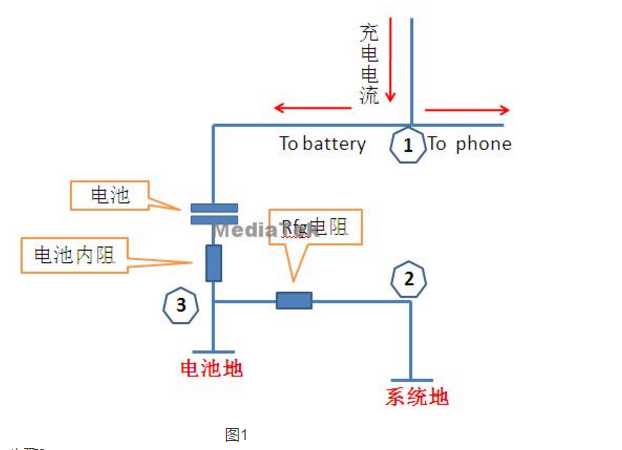 充电电流
To battery
1
To phone
电池
MediaTek
Rfg电阻
电池内阻
2
3
电池地
系统地
图1